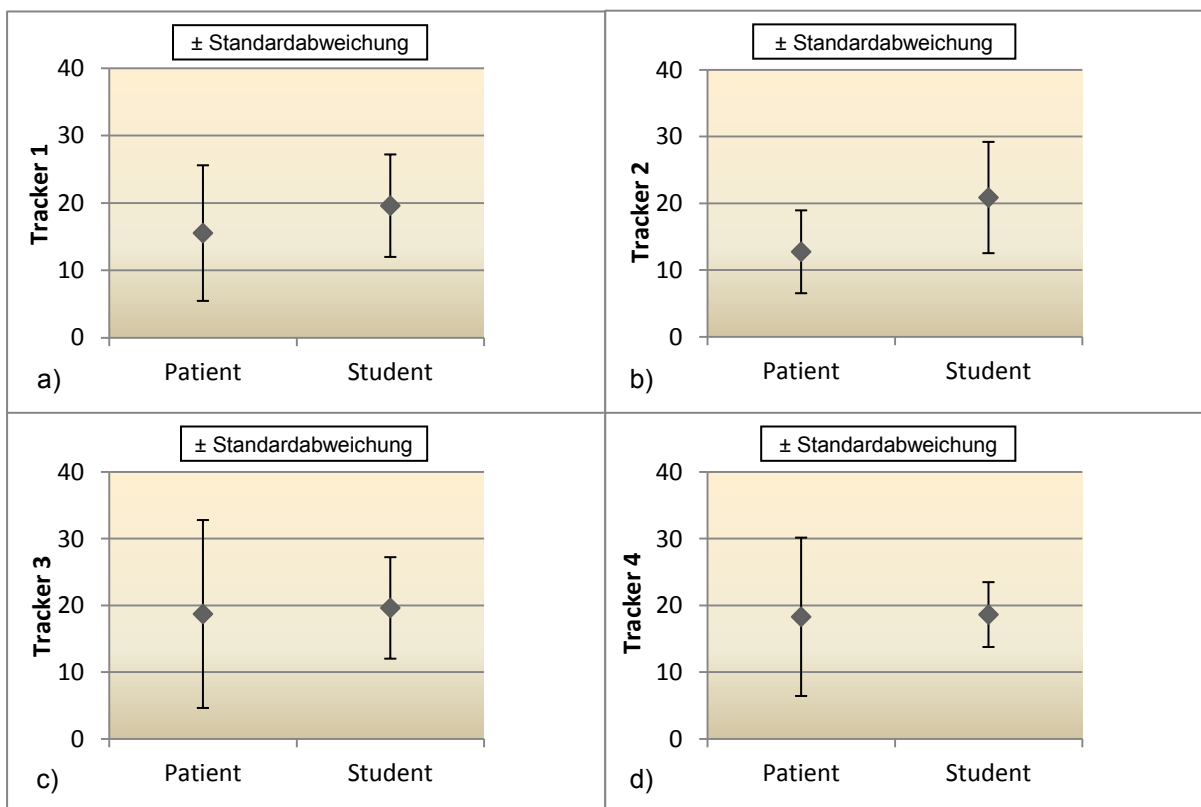 ± Standardabweichung
40
30
20
10
0
Tracker 1
Patient Student
a)
± Standardabweichung
40
30
20
10
0
Tracker 2
Patient Student
b)
± Standardabweichung
40
30
20
10
0
Tracker 3
Patient Student
c)
± Standardabweichung
40
30
20
10
0
Tracker 4
Patient Student
d)